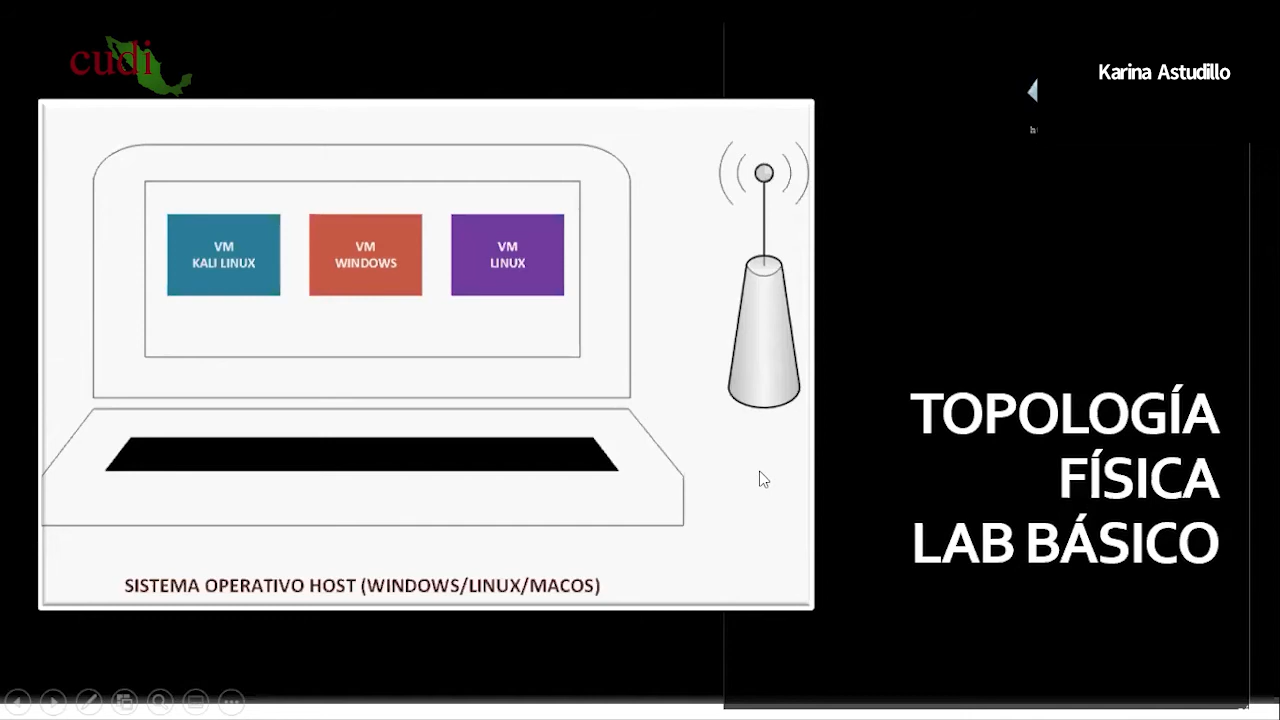 cudi
Karina Astudillo
VM
KALI LINUX
VM
WINDOWS
VM
LINUX
TOPOLOGÍA
FÍSICA
LAB BÁSICO
SISTEMA OPERATIVO HOST (WINDOWS/LINUX/MACOS)